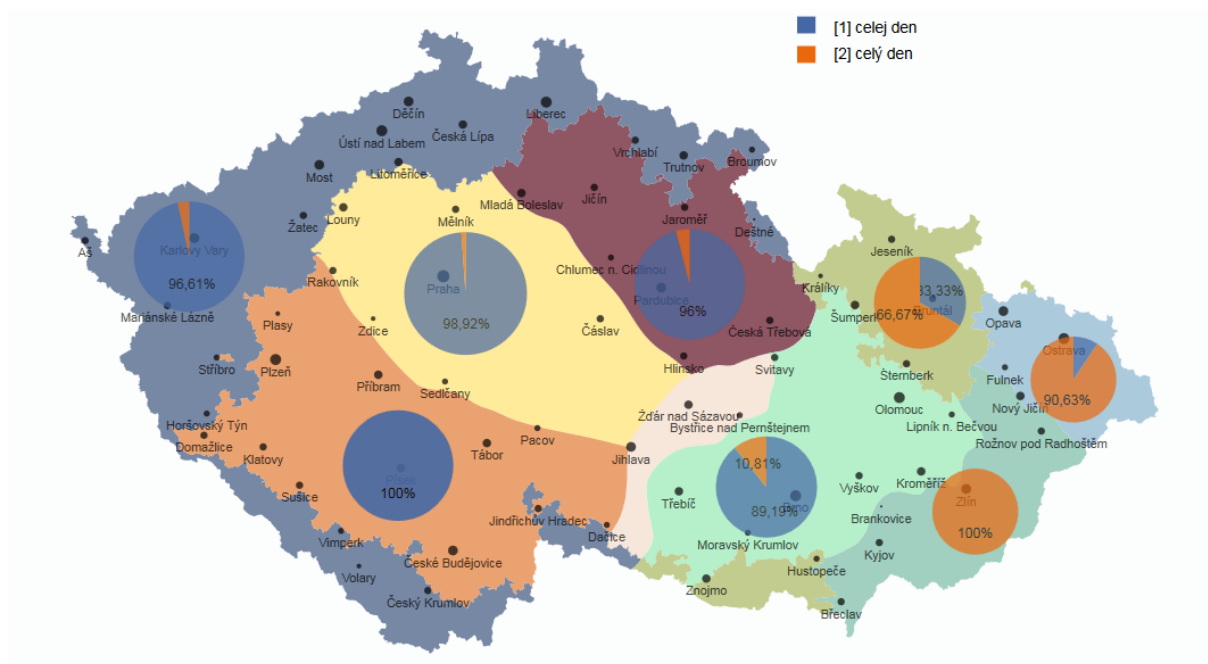 [1] celej den
[2] celý den
Děčín
Liberec
Ústí nad Labem
Česká Lípa
Vrchlabí
Trutnov
Broumov
Most
Litoměřice
Mladá Boleslav
Jičín
Žatec
Louny
Mělník
Jaroměř
Deštné
Aš
Karlovy Vary
96,61%
Mariánské Lázně
Rakovník
Praha
98,92%
Chlumec n. Cidlinou
Pardubice
96%
Česká Třebová
Králíky
Jeseník
33,33%
Bruntál
66,67%
Šumperk
Opava
Ostrava
Plasy
Zdice
Čáslav
Hlinsko
Svitavy
Šternberk
Fulnek
90,63%
Nový Jičín
Stříbro
Plzeň
Příbram
Sedlčany
Žďár nad Sázavou
Bystřice nad Pernštejnem
Olomouc
Lipník n. Bečvou
Rožnov pod Radhoštěm
Horšovský Týn
Domažlice
Klatovy
Tábor
Pacov
Jihlava
10,81%
89,19%
Brno
Třebíč
Vyškov
Kroměříž
Zlín
100%
Sušice
Písek
100%
Jindřichův Hradec
Dačice
Moravský Krumlov
Brankovice
Kyjov
Vimperk
Volary
České Budějovice
Český Krumlov
Znojmo
Hustopeče
Břeclav